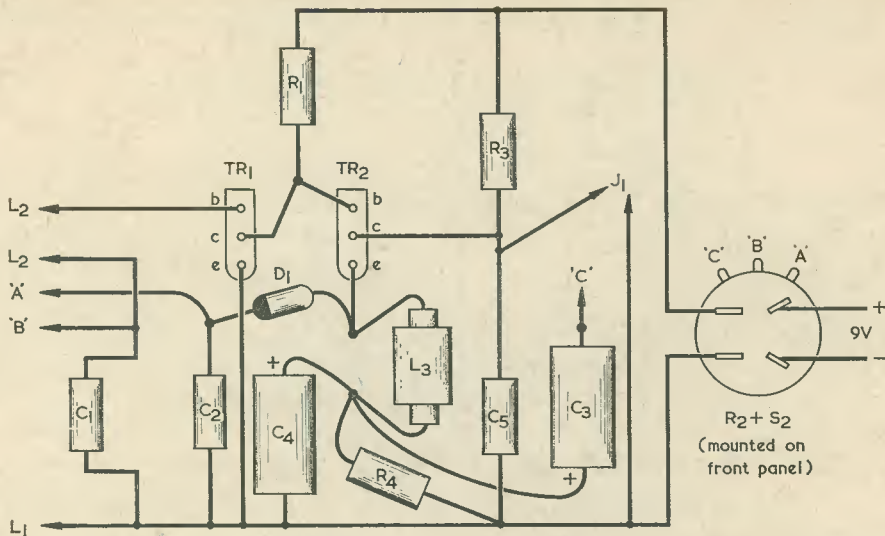 R1
R3
TR1
TR2
J1
L2
b
b
c
c
e
e
L2
'A'
'B'
D1
'C'
'C'
'B'
'A'
+
9V
−
+
L3
C1
C2
C4
C5
C3
R4
+
R2 + S2
(mounted on
front panel)
L1